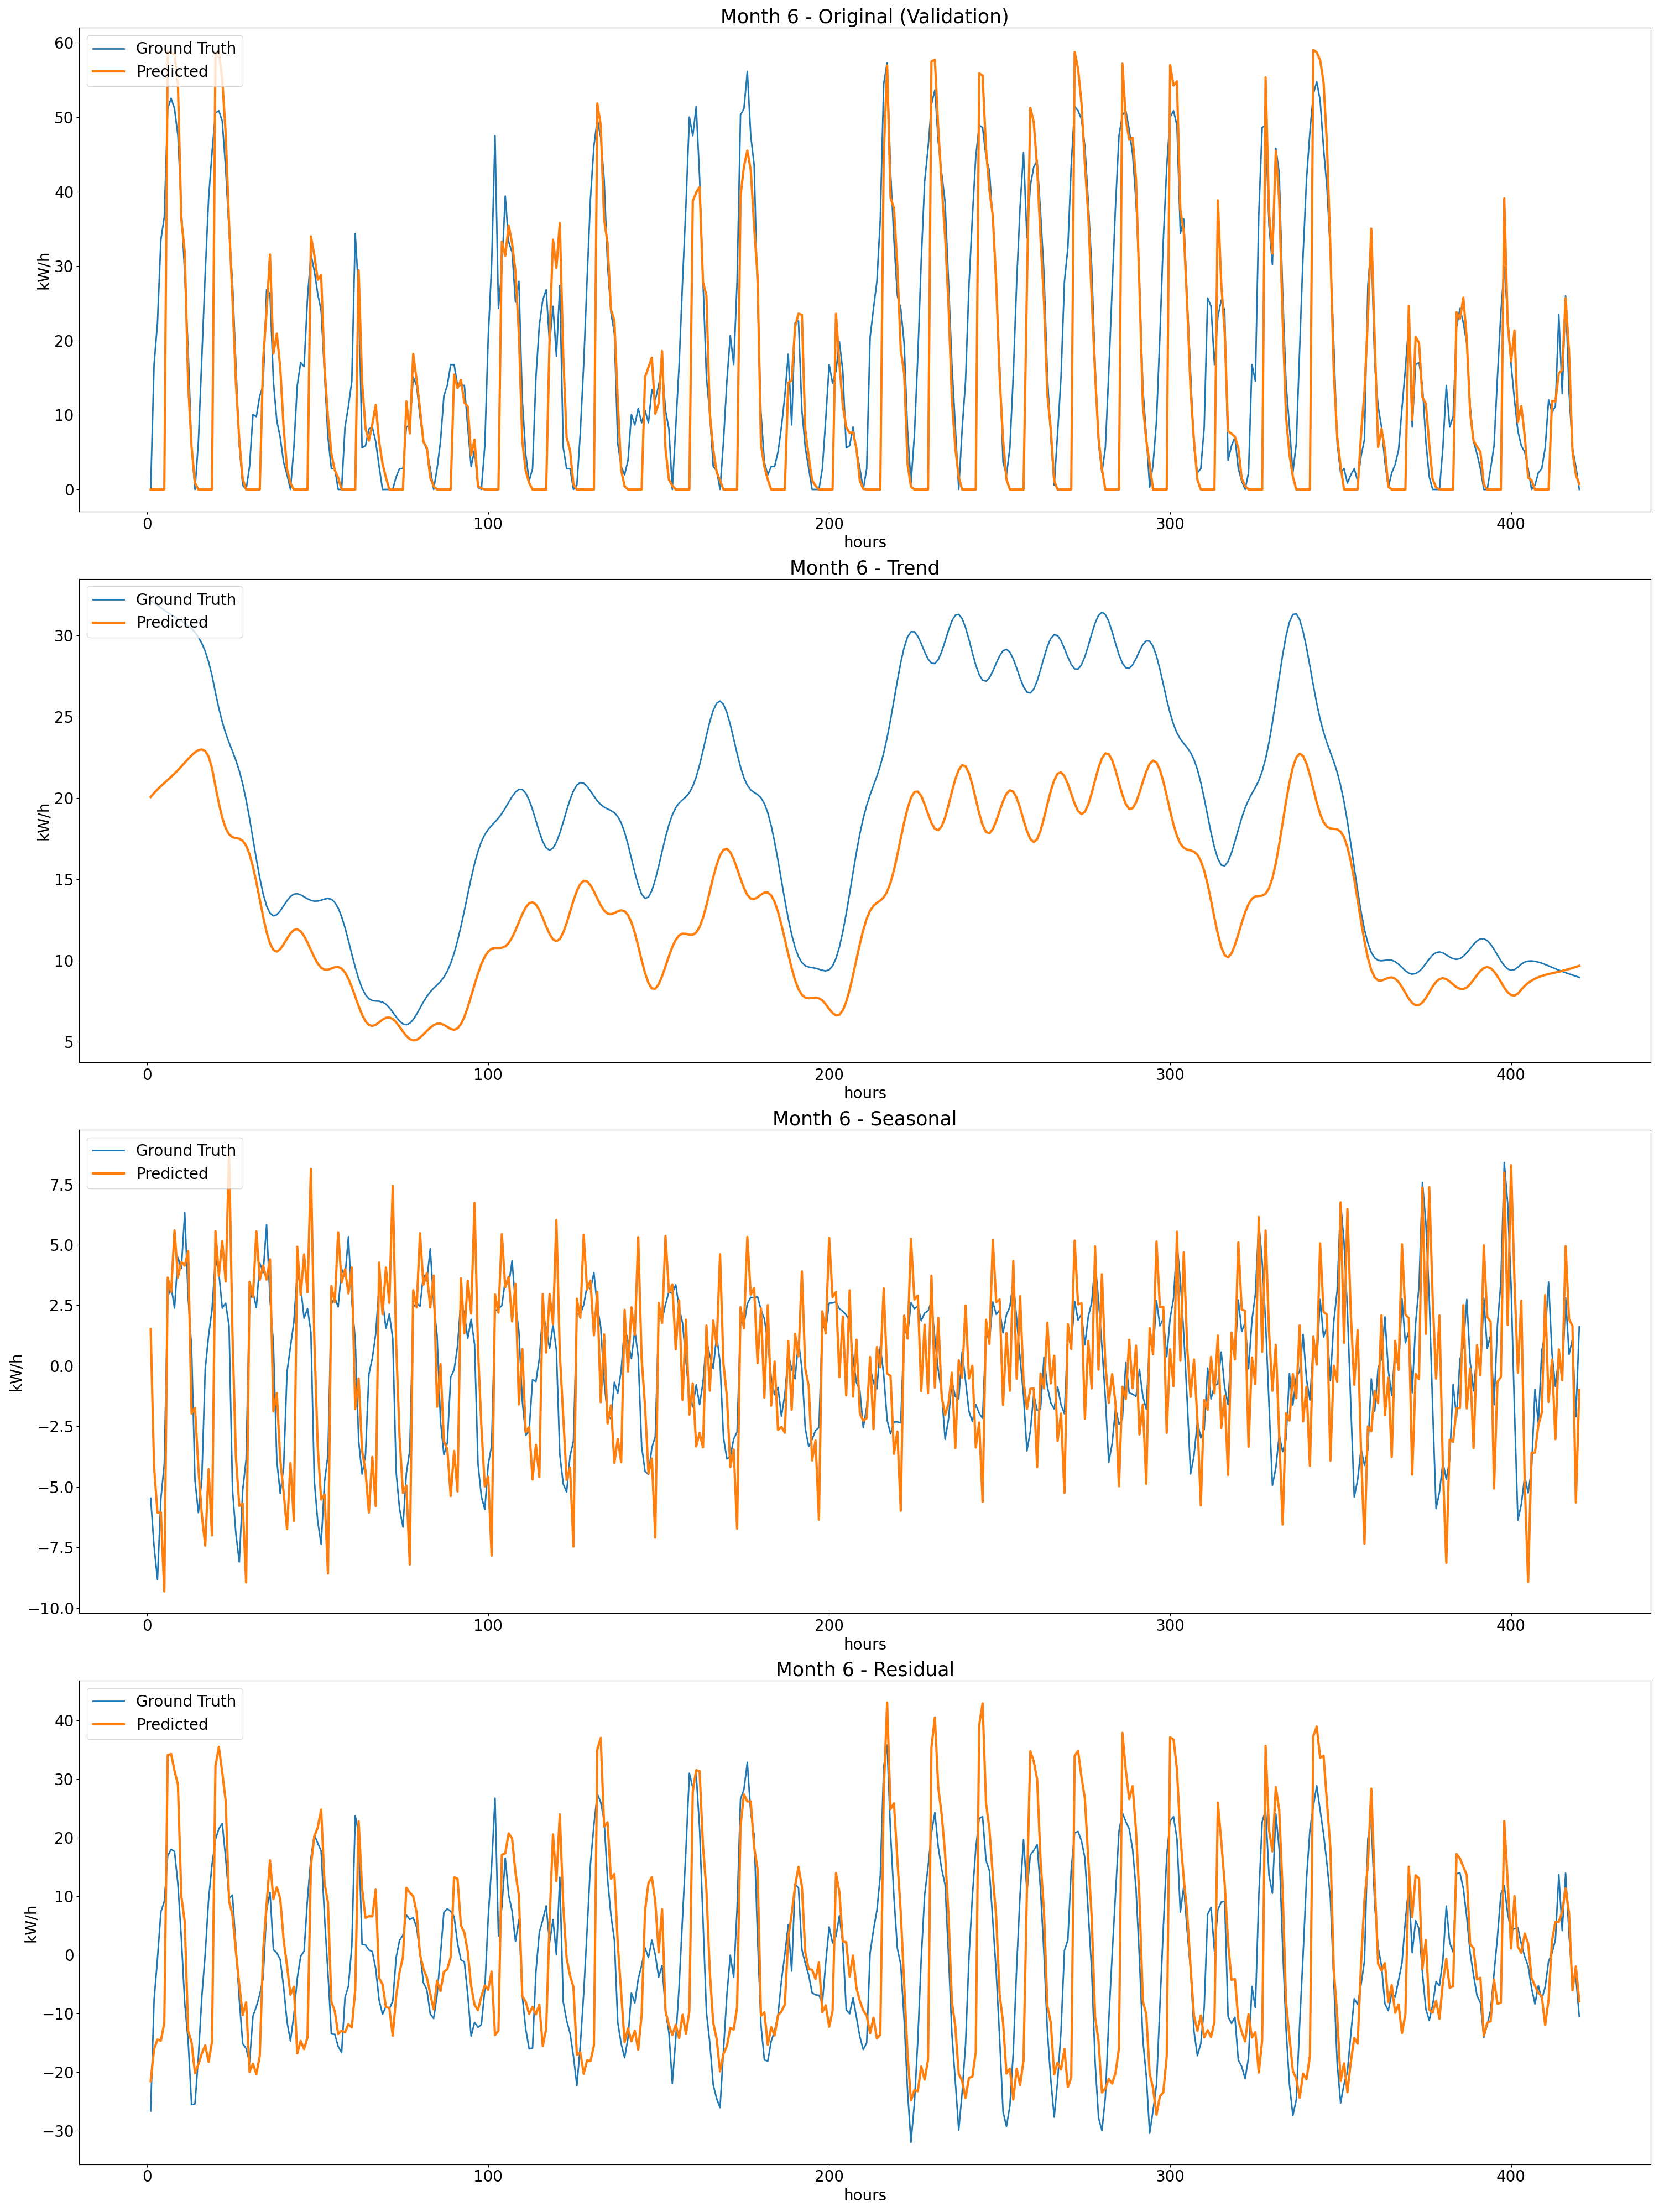 Month 6 - Original (Validation)
Ground Truth
Predicted
kW/h
60
50
40
30
20
10
0
0 100 200 300 400
hours
Month 6 - Trend
Ground Truth
Predicted
kW/h
30
25
20
15
10
5
0 100 200 300 400
hours
Month 6 - Seasonal
Ground Truth
Predicted
kW/h
7.5
5.0
2.5
0.0
−2.5
−5.0
−7.5
−10.0
0 100 200 300 400
hours
Month 6 - Residual
Ground Truth
Predicted
kW/h
40
30
20
10
0
−10
−20
−30
0 100 200 300 400
hours